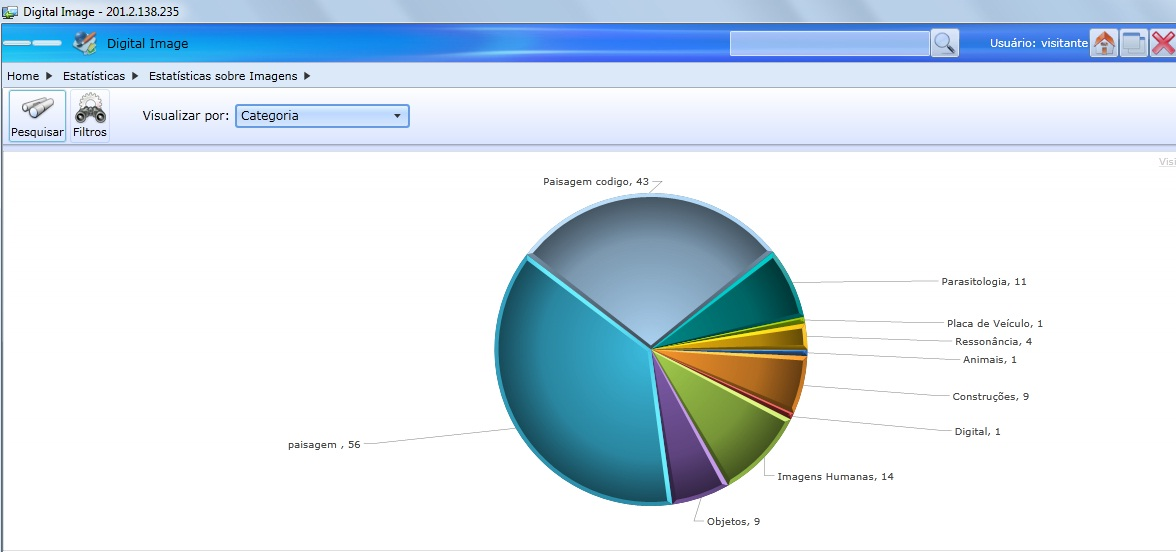 Digital Image - 201.2.138.235
Digital Image
Usuário: visitante
Home Estatísticas Estatísticas sobre Imagens
Pesquisar
Filtros
Visualizar por: Categoria
Visi
Paisagem codigo, 43
Parasitologia, 11
Placa de Veículo, 1
Ressonância, 4
Animais, 1
Construções, 9
Digital, 1
paisagem , 56
Imagens Humanas, 14
Objetos, 9